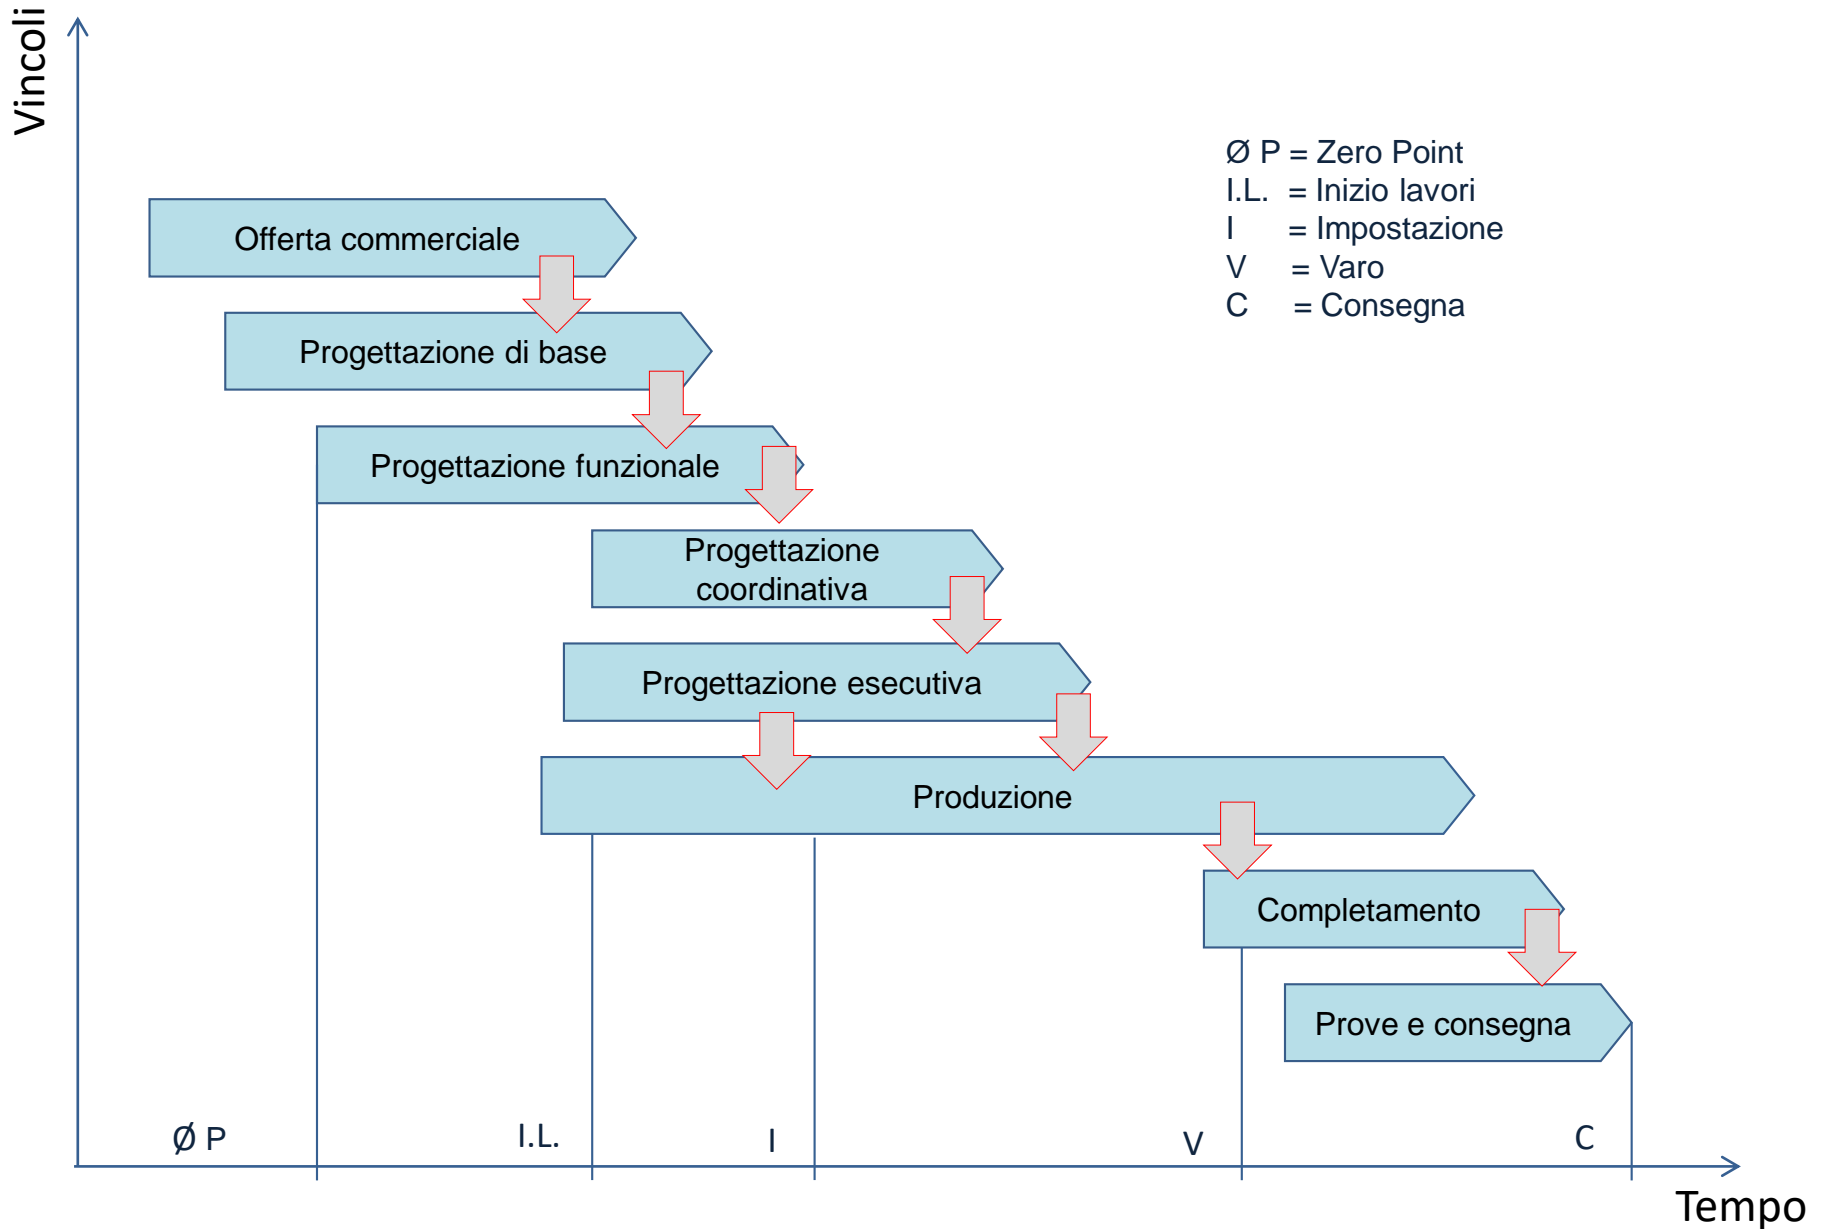 Vincoli
Ø P = Zero Point
I.L. = Inizio lavori
I = Impostazione
V = Varo
C = Consegna
Offerta commerciale
Progettazione di base
Progettazione funzionale
Progettazione
coordinativa
Progettazione esecutiva
Produzione
Completamento
Prove e consegna
Ø P
I.L.
I
V
C
Tempo